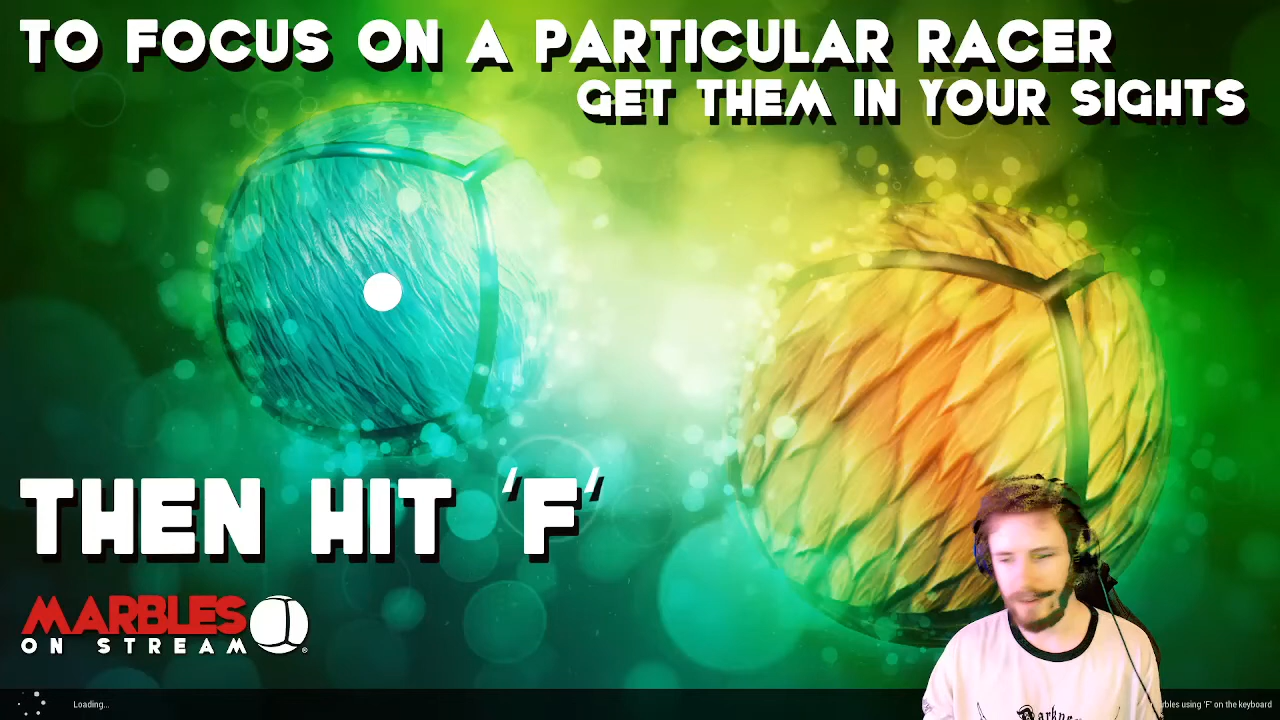 TO FOCUS ON A PARTICULAR RACER
GET THEM IN YOUR SIGHTS
THEN HIT 'F'
MARBLES
ON STREAM
Loading...
using 'F' on the keyboard